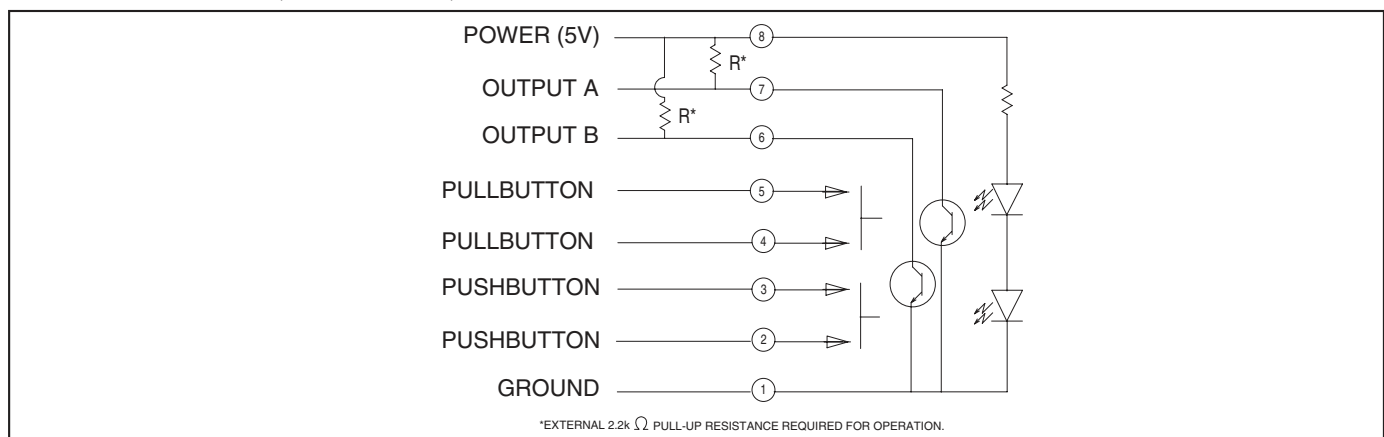 POWER (5V) 8
R*
OUTPUT A 7
R*
OUTPUT B 6
PULLBUTTON 5
PULLBUTTON 4
PUSHBUTTON 3
PUSHBUTTON 2
GROUND 1
*EXTERNAL 2.2k Ω PULL-UP RESISTANCE REQUIRED FOR OPERATION.